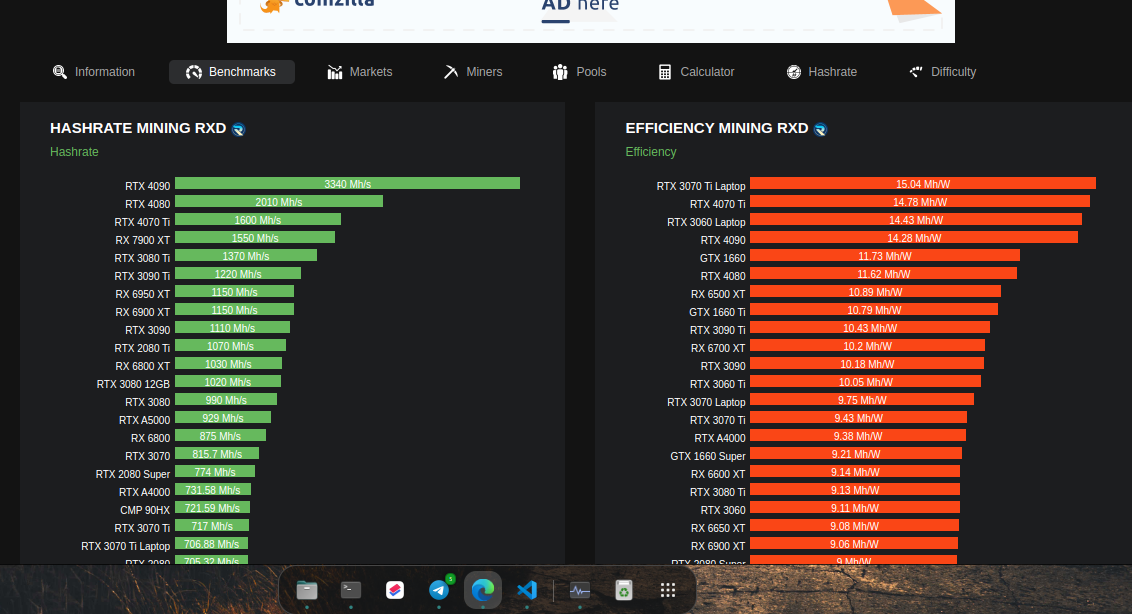 comzilla
AD here
Information
Benchmarks
Markets
Miners
Pools
Calculator
Hashrate
Difficulty
HASHRATE MINING RXD
Hashrate
RTX 4090 3340 Mh/s
RTX 4080 2010 Mh/s
RTX 4070 Ti 1600 Mh/s
RX 7900 XT 1550 Mh/s
RTX 3080 Ti 1370 Mh/s
RTX 3090 Ti 1220 Mh/s
RX 6950 XT 1150 Mh/s
RX 6900 XT 1150 Mh/s
RTX 3090 1110 Mh/s
RTX 2080 Ti 1070 Mh/s
RX 6800 XT 1030 Mh/s
RTX 3080 12GB 1020 Mh/s
RTX 3080 990 Mh/s
RTX A5000 929 Mh/s
RX 6800 875 Mh/s
RTX 3070 815.7 Mh/s
RTX 2080 Super 774 Mh/s
RTX A4000 731.58 Mh/s
CMP 90HX 721.59 Mh/s
RTX 3070 Ti 717 Mh/s
RTX 3070 Ti Laptop 706.88 Mh/s
RTX 2080 705.32 Mh/s
EFFICIENCY MINING RXD
Efficiency
RTX 3070 Ti Laptop 15.04 Mh/W
RTX 4070 Ti 14.78 Mh/W
RTX 3060 Laptop 14.43 Mh/W
RTX 4090 14.28 Mh/W
GTX 1660 11.73 Mh/W
RTX 4080 11.62 Mh/W
RX 6500 XT 10.89 Mh/W
GTX 1660 Ti 10.79 Mh/W
RTX 3090 Ti 10.43 Mh/W
RX 6700 XT 10.2 Mh/W
RTX 3090 10.18 Mh/W
RTX 3060 Ti 10.05 Mh/W
RTX 3070 Laptop 9.75 Mh/W
RTX 3070 Ti 9.43 Mh/W
RTX A4000 9.38 Mh/W
GTX 1660 Super 9.21 Mh/W
RX 6600 XT 9.14 Mh/W
RTX 3080 Ti 9.13 Mh/W
RTX 3060 9.11 Mh/W
RX 6650 XT 9.08 Mh/W
RX 6900 XT 9.06 Mh/W
RTX 2080 Super 9 Mh/W
5